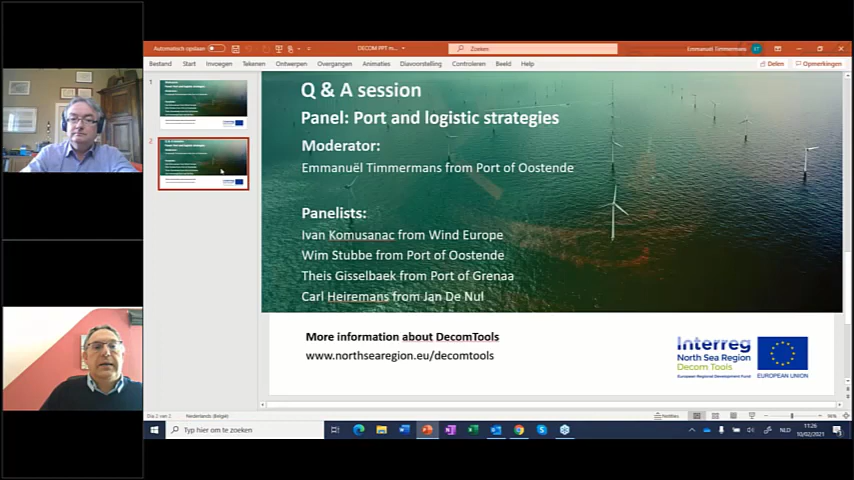 Automatisch opslaan
DECOM PPT m...
Zoeken
Emmanuel Timmermans
ET
Bestand
Start
Invoegen
Tekenen
Ontwerpen
Overgangen
Animaties
Diavoorstelling
Controleren
Beeld
Help
Delen
Opmerkingen
1
2
Q & A session
Panel: Port and logistic strategies
Moderator:
Emmanuël Timmermans from Port of Oostende
Panelists:
Ivan Komusanac from Wind Europe
Wim Stubbe from Port of Oostende
Theis Gisselbaek from Port of Grenaa
Carl Heiremans from Jan De Nul
More information about DecomTools
www.northsearegion.eu/decomtools
Interreg
North Sea Region
Decom Tools
European Regional Development Fund
EUROPEAN UNION
Dia 2 van 2
Nederlands (België)
Notities
Typ hier om te zoeken
NLD
11:26
10/02/2021